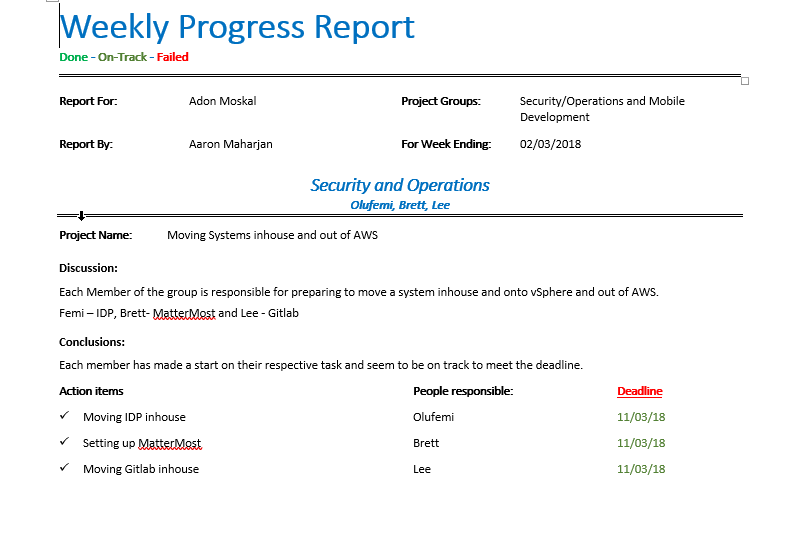 Weekly Progress Report
Done - On-Track - Failed
Report For: Adon Moskal Project Groups: Security/Operations and Mobile
Development
Report By: Aaron Maharjan For Week Ending: 02/03/2018
Security and Operations
Olufemi, Brett, Lee
Project Name: Moving Systems inhouse and out of AWS
Discussion:
Each Member of the group is responsible for preparing to move a system inhouse and onto vSphere and out of AWS.
Femi – IDP, Brett- MatterMost and Lee - Gitlab
Conclusions:
Each member has made a start on their respective task and seem to be on track to meet the deadline.
Action items People responsible: Deadline
✓ Moving IDP inhouse Olufemi 11/03/18
✓ Setting up MatterMost Brett 11/03/18
✓ Moving Gitlab inhouse Lee 11/03/18